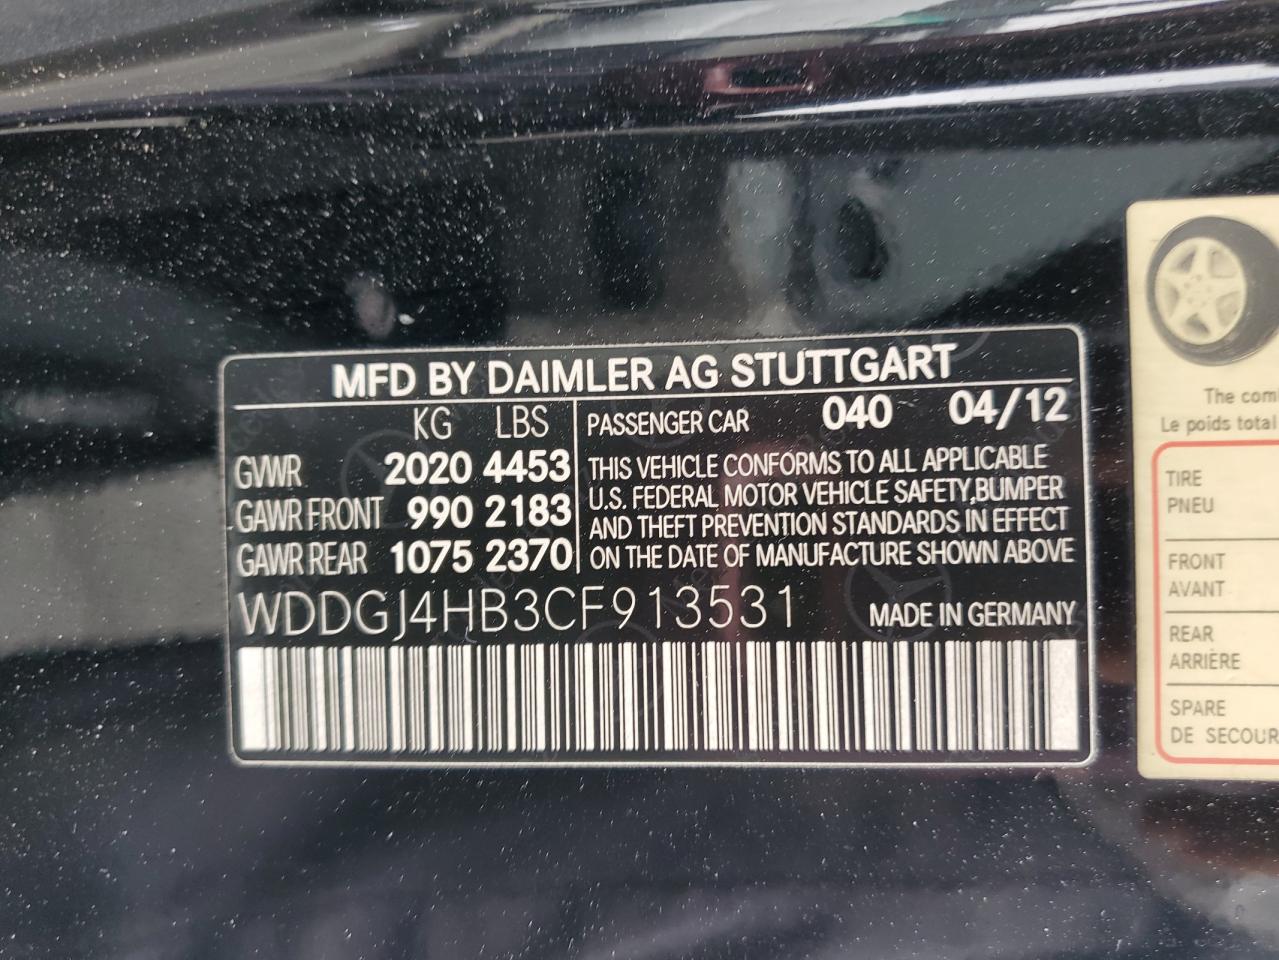 MFD BY DAIMLER AG STUTTGART
KG LBS
PASSENGER CAR 040 04/12
GVWR 2020 4453
GAWR FRONT 990 2183
GAWR REAR 1075 2370
THIS VEHICLE CONFORMS TO ALL APPLICABLE
U.S. FEDERAL MOTOR VEHICLE SAFETY,BUMPER
AND THEFT PREVENTION STANDARDS IN EFFECT
ON THE DATE OF MANUFACTURE SHOWN ABOVE
WDDGJ4HB3CF913531 MADE IN GERMANY
The com
Le poids total
TIRE
PNEU
FRONT
AVANT
REAR
ARRIÈRE
SPARE
DE SECOUR